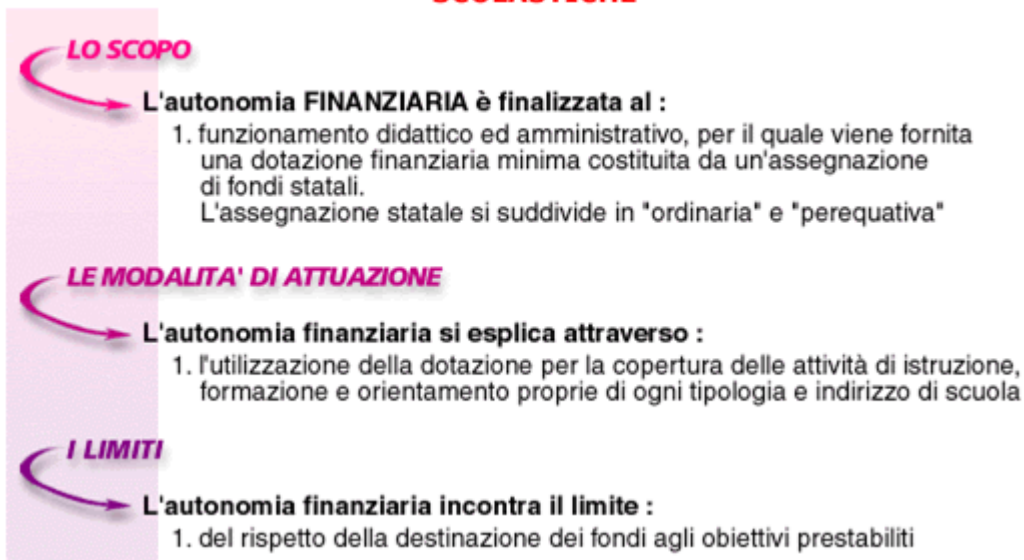 LO SCOPO
L'autonomia FINANZIARIA è finalizzata al :
1. funzionamento didattico ed amministrativo, per il quale viene fornita
una dotazione finanziaria minima costituita da un'assegnazione
di fondi statali.
L'assegnazione statale si suddivide in "ordinaria" e "perequativa"
LE MODALITA' DI ATTUAZIONE
L'autonomia finanziaria si esplica attraverso :
1. l'utilizzazione della dotazione per la copertura delle attività di istruzione,
formazione e orientamento proprie di ogni tipologia e indirizzo di scuola
I LIMITI
L'autonomia finanziaria incontra il limite :
1. del rispetto della destinazione dei fondi agli obiettivi prestabiliti